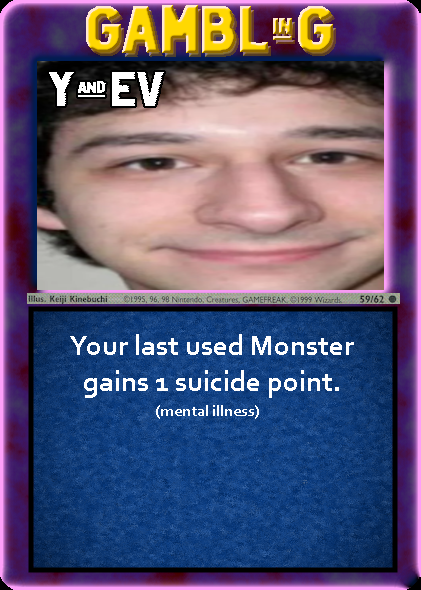 GAMBLING
Y AND EV
Illus. Keiji Kinebuchi ©1995, 96, 98 Nintendo, Creatures, GAMEFREAK. ©1999 Wizards. 59/62 ●
Your last used Monster
gains 1 suicide point.
(mental illness)